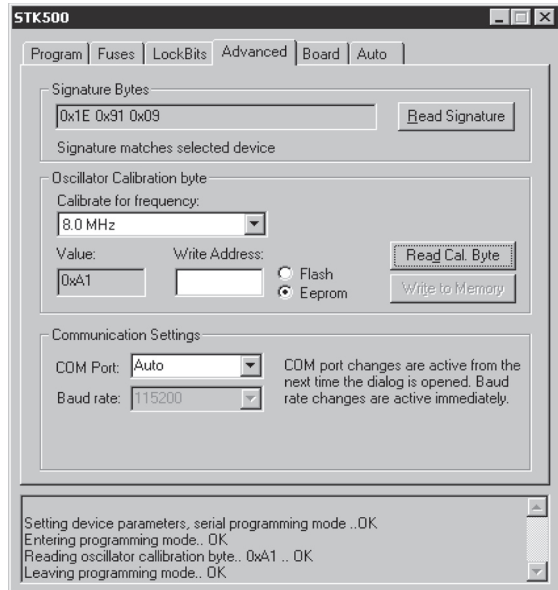 STK500
Program Fuses LockBits Advanced Board Auto
Signature Bytes
0x1E 0x91 0x09
Read Signature
Signature matches selected device
Oscillator Calibration byte
Calibrate for frequency:
8.0 MHz
Value: Write Address:
Flash
Read Cal. Byte
0xA1
Eeprom
Write to Memory
Communication Settings
COM Port: Auto
Baud rate: 115200
COM port changes are active from the
next time the dialog is opened. Baud
rate changes are active immediately.
Setting device parameters, serial programming mode ..OK
Entering programming mode.. OK
Reading oscillator callibration byte.. 0xA1 .. OK
Leaving programming mode.. OK